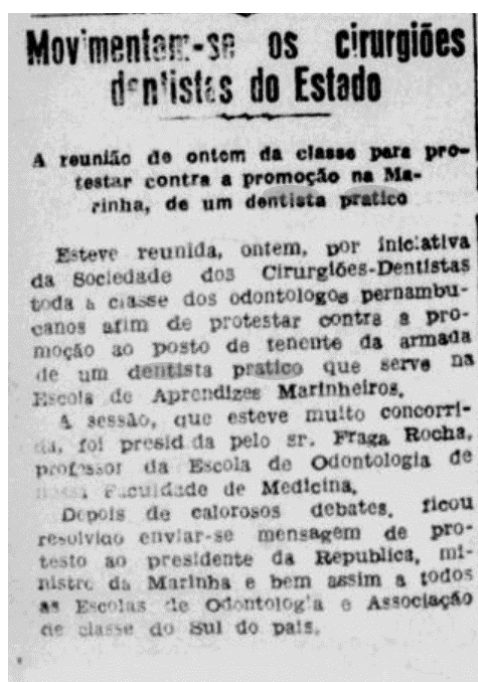 Movimentam-se os cirurgiões
dentistas do Estado
A reunião de ontem da classe para pro-
testar contra a promoção na Ma-
rinha, de um dentista pratico
Esteve reunida, ontem, por iniciativa
da Sociedade dos Cirurgiões-Dentistas
toda a classe dos odontologos pernambu-
canos afim de protestar contra a pro-
moção ao posto de tenente da armada
de um dentista pratico que serve na
Escola de Aprendizes Marinheiros.
A sessão, que esteve muito concorri-
da, foi presidida pelo sr. Fraga Rocha,
professor da Escola de Odontologia de
nossa Faculdade de Medicina.
Depois de calorosos debates, ficou
resolvido enviar-se mensagem de pro-
testo ao presidente da Republica, mi-
nistro da Marinha e bem assim a todos
as Escolas de Odontologia e Associação
de classe do Sul do pais.